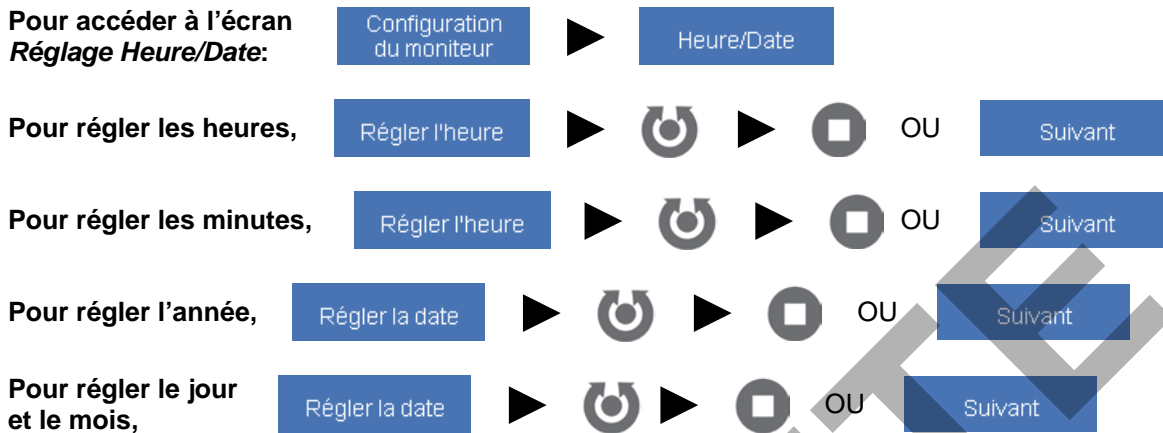 Pour accéder à l'écran
Réglage Heure/Date:
Configuration
du moniteur
Heure/Date
Pour régler les heures,
Régler l'heure
OU
Suivant
Pour régler les minutes,
Régler l'heure
OU
Suivant
Pour régler l'année,
Régler la date
OU
Suivant
Pour régler le jour
et le mois,
Régler la date
OU
Suivant